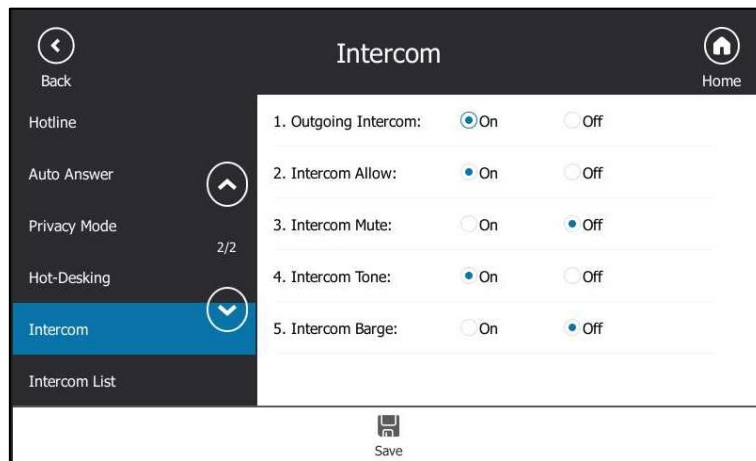 Intercom
Back
Home
Hotline
Auto Answer
Privacy Mode
2/2
Hot-Desking
Intercom
Intercom List
1. Outgoing Intercom: On Off
2. Intercom Allow: On Off
3. Intercom Mute: On Off
4. Intercom Tone: On Off
5. Intercom Barge: On Off
Save